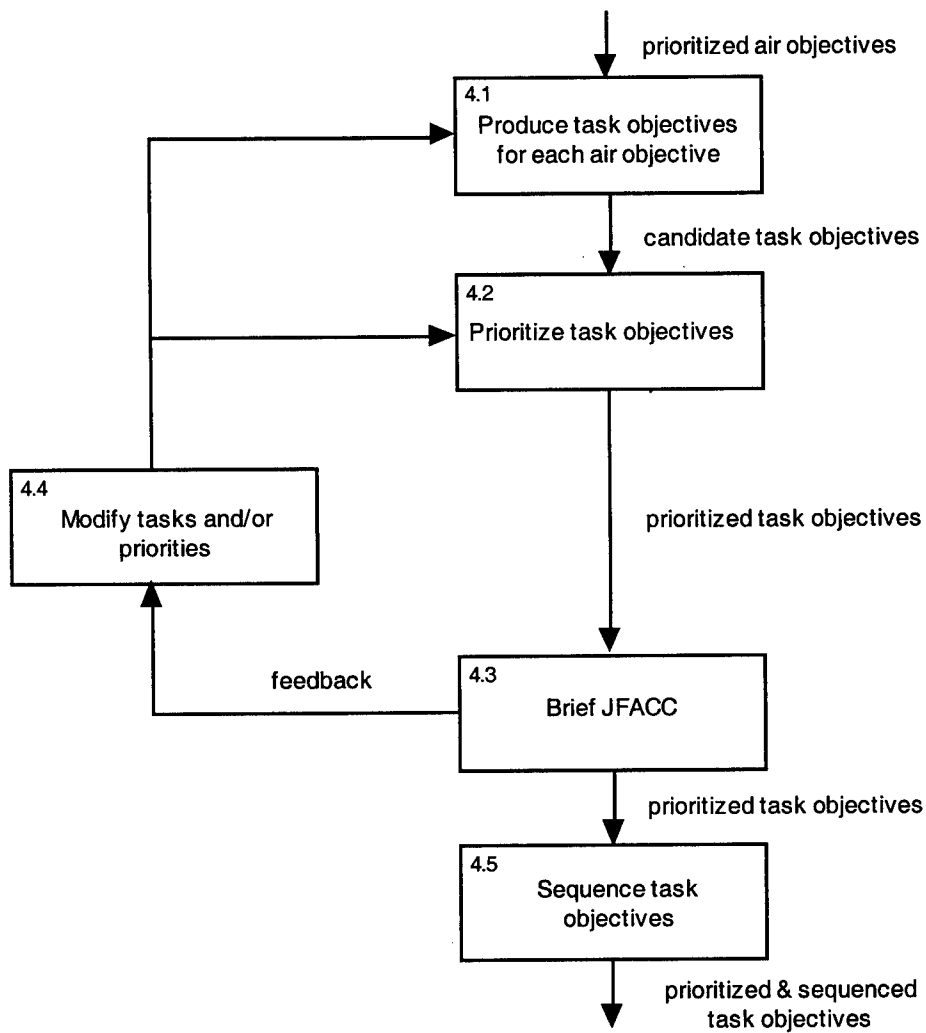 prioritized air objectives
4.1
Produce task objectives
for each air objective
candidate task objectives
4.2
Prioritize task objectives
4.4
Modify tasks and/or
priorities
prioritized task objectives
feedback
4.3
Brief JFACC
prioritized task objectives
4.5
Sequence task
objectives
prioritized & sequenced
task objectives